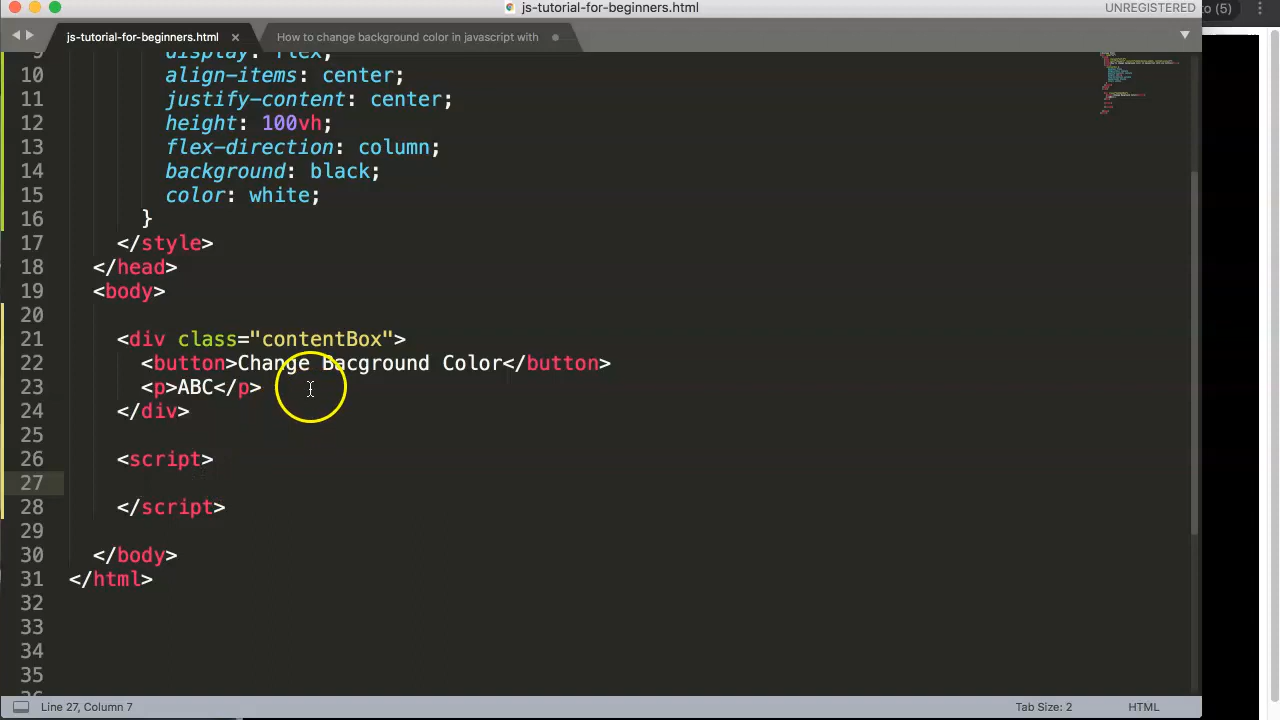 js-tutorial-for-beginners.html
UNREGISTERED
to (5)
js-tutorial-for-beginners.html ×
How to change background color in javascript with
9 display: flex;
10 align-items: center;
11 justify-content: center;
12 height: 100vh;
13 flex-direction: column;
14 background: black;
15 color: white;
16 }
17 </style>
18 </head>
19 <body>
20
21 <div class="contentBox">
22 <button>Change Bacground Color</button>
23 <p>ABC</p>
24 </div>
25
26 <script>
27
28 </script>
29
30 </body>
31 </html>
32
33
34
35
36
Line 27, Column 7
Tab Size: 2
HTML